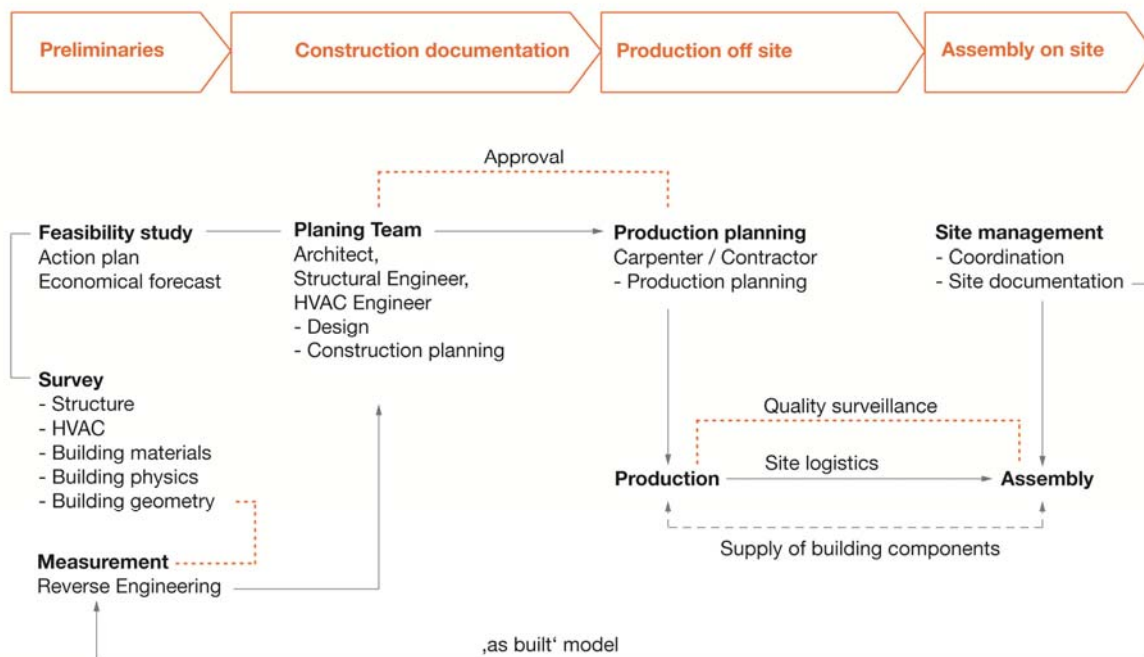 Preliminaries
Construction documentation
Production off site
Assembly on site
Approval
Feasibility study
Action plan
Economical forecast
Planing Team
Architect,
Structural Engineer,
HVAC Engineer
- Design
- Construction planning
Production planning
Carpenter / Contractor
- Production planning
Site management
- Coordination
- Site documentation
Survey
- Structure
- HVAC
- Building materials
- Building physics
- Building geometry
Quality surveillance
Production
Site logistics
Assembly
Supply of building components
Measurement
Reverse Engineering
‚as built‘ model